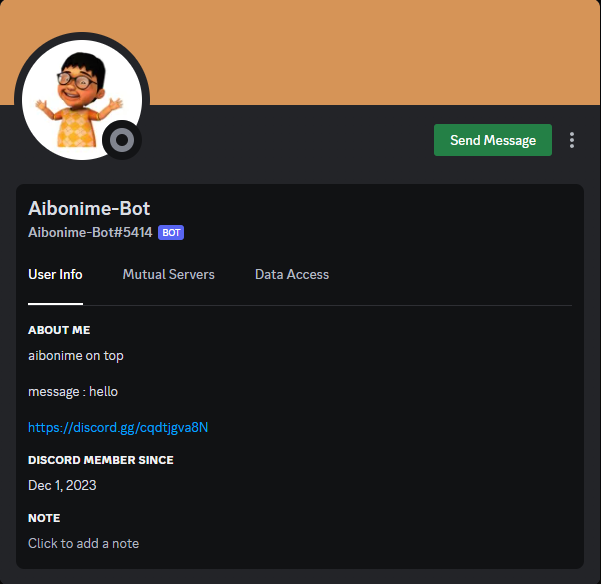 Send Message
Aibonime-Bot
Aibonime-Bot#5414 BOT
User Info Mutual Servers Data Access
ABOUT ME
aibonime on top
message : hello
https://discord.gg/cqdtjgva8N
DISCORD MEMBER SINCE
Dec 1, 2023
NOTE
Click to add a note